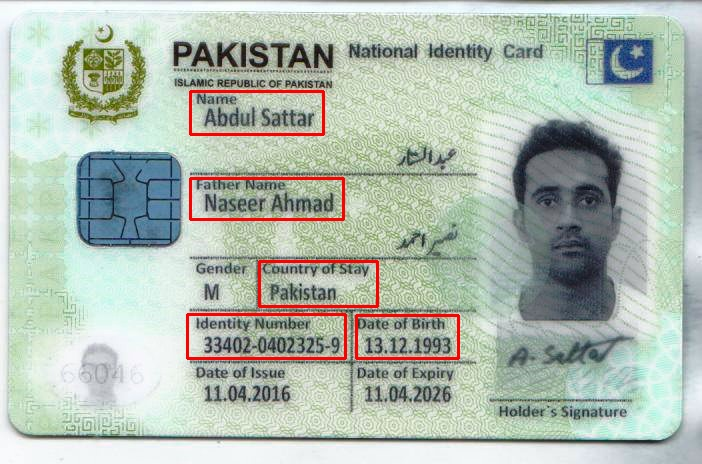 PAKISTAN National Identity Card
ISLAMIC REPUBLIC OF PAKISTAN
Name
Abdul Sattar
عبدالستار
Father Name
Naseer Ahmad
نصیر احمد
Gender Country of Stay
M Pakistan
Identity Number Date of Birth
33402-0402325-9 13.12.1993
Date of Issue Date of Expiry
11.04.2016 11.04.2026
66046
A. Sattar
Holder`s Signature